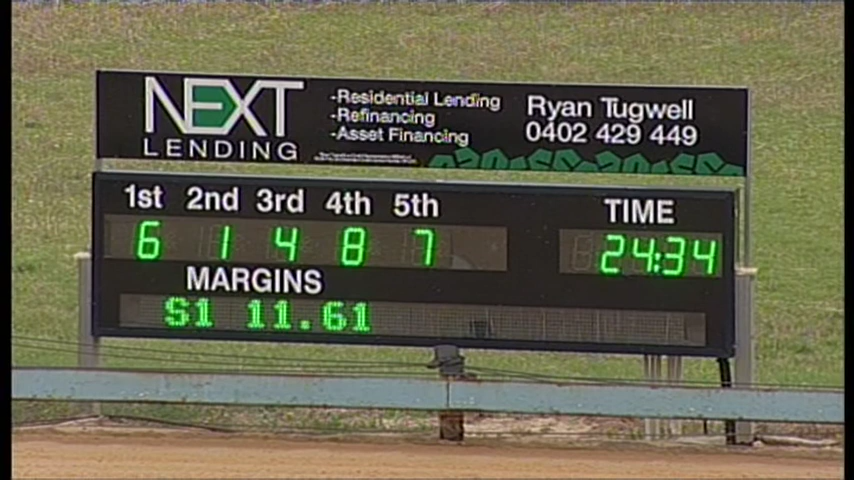 NEXT
LENDING
-Residential Lending
-Refinancing
-Asset Financing
Ryan Tugwell
0402 429 449
1st 2nd 3rd 4th 5th TIME
6 1 4 8 7 24:34
MARGINS
S1 11.61